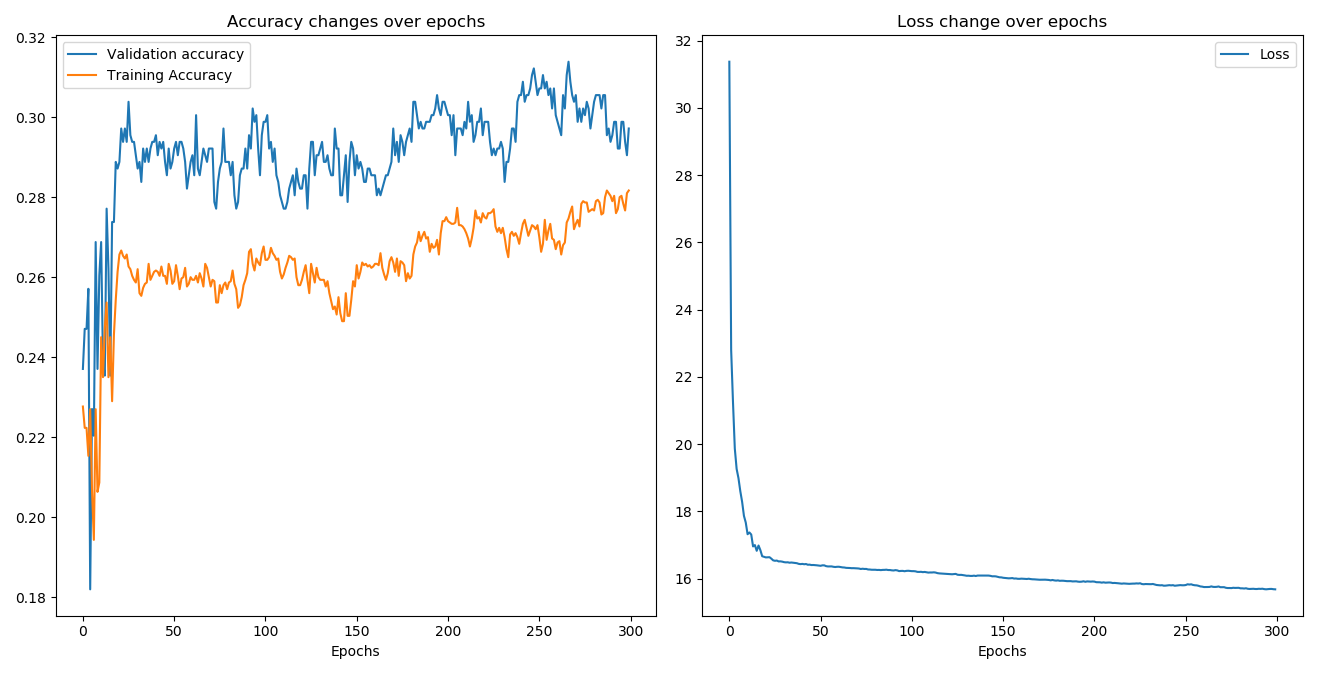 Accuracy changes over epochs
Validation accuracy
Training Accuracy
0.32
0.30
0.28
0.26
0.24
0.22
0.20
0.18
0 50 100 150 200 250 300
Epochs
Loss change over epochs
Loss
32
30
28
26
24
22
20
18
16
0 50 100 150 200 250 300
Epochs